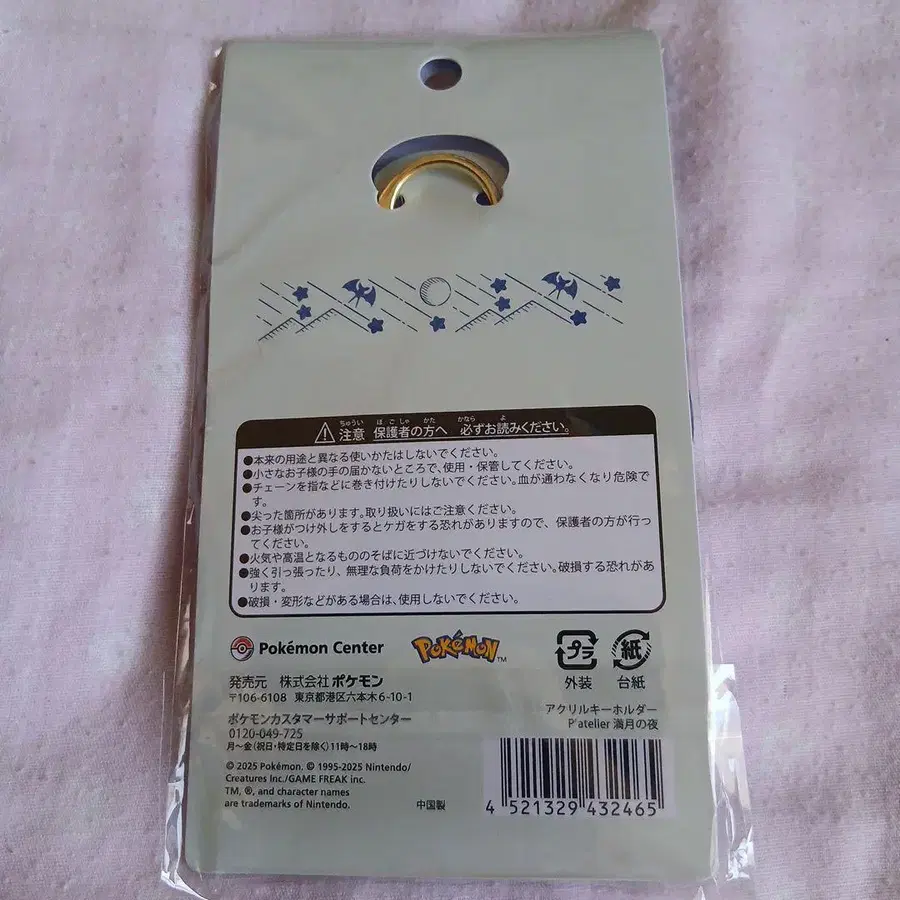 注意 保護者の方へ 必ずお読みください。
●本来の用途と異なる使いかたはしないでください。
●小さなお子様の手の届かないところで、使用・保管してください。
●チェーンを指などに巻き付けたりしないでください。血が通わなくなり危険で
す。
●尖った箇所があります。取り扱いにはご注意ください。
●お子様がつけ外しをするとケガをする恐れがありますので、保護者の方が行っ
てください。
●火気や高温となるもののそばに近づけないでください。
●強く引っ張ったり、無理な負荷をかけたりしないでください。破損する恐れがあ
ります。
●破損・変形などがある場合は、使用しないでください。
Pokémon Center
POKéMON™
プラ
紙
外装
台紙
発売元 株式会社ポケモン
〒106-6108 東京都港区六本木6-10-1
ポケモンカスタマーサポートセンター
0120-049-725
月〜金(祝日・特定日を除く)11時〜18時
アクリルキーホルダー
P'atelier 満月の夜
© 2025 Pokémon. © 1995-2025 Nintendo/
Creatures Inc./GAME FREAK inc.
TM, ®, and character names
are trademarks of Nintendo.
中国製
4 521329 432465